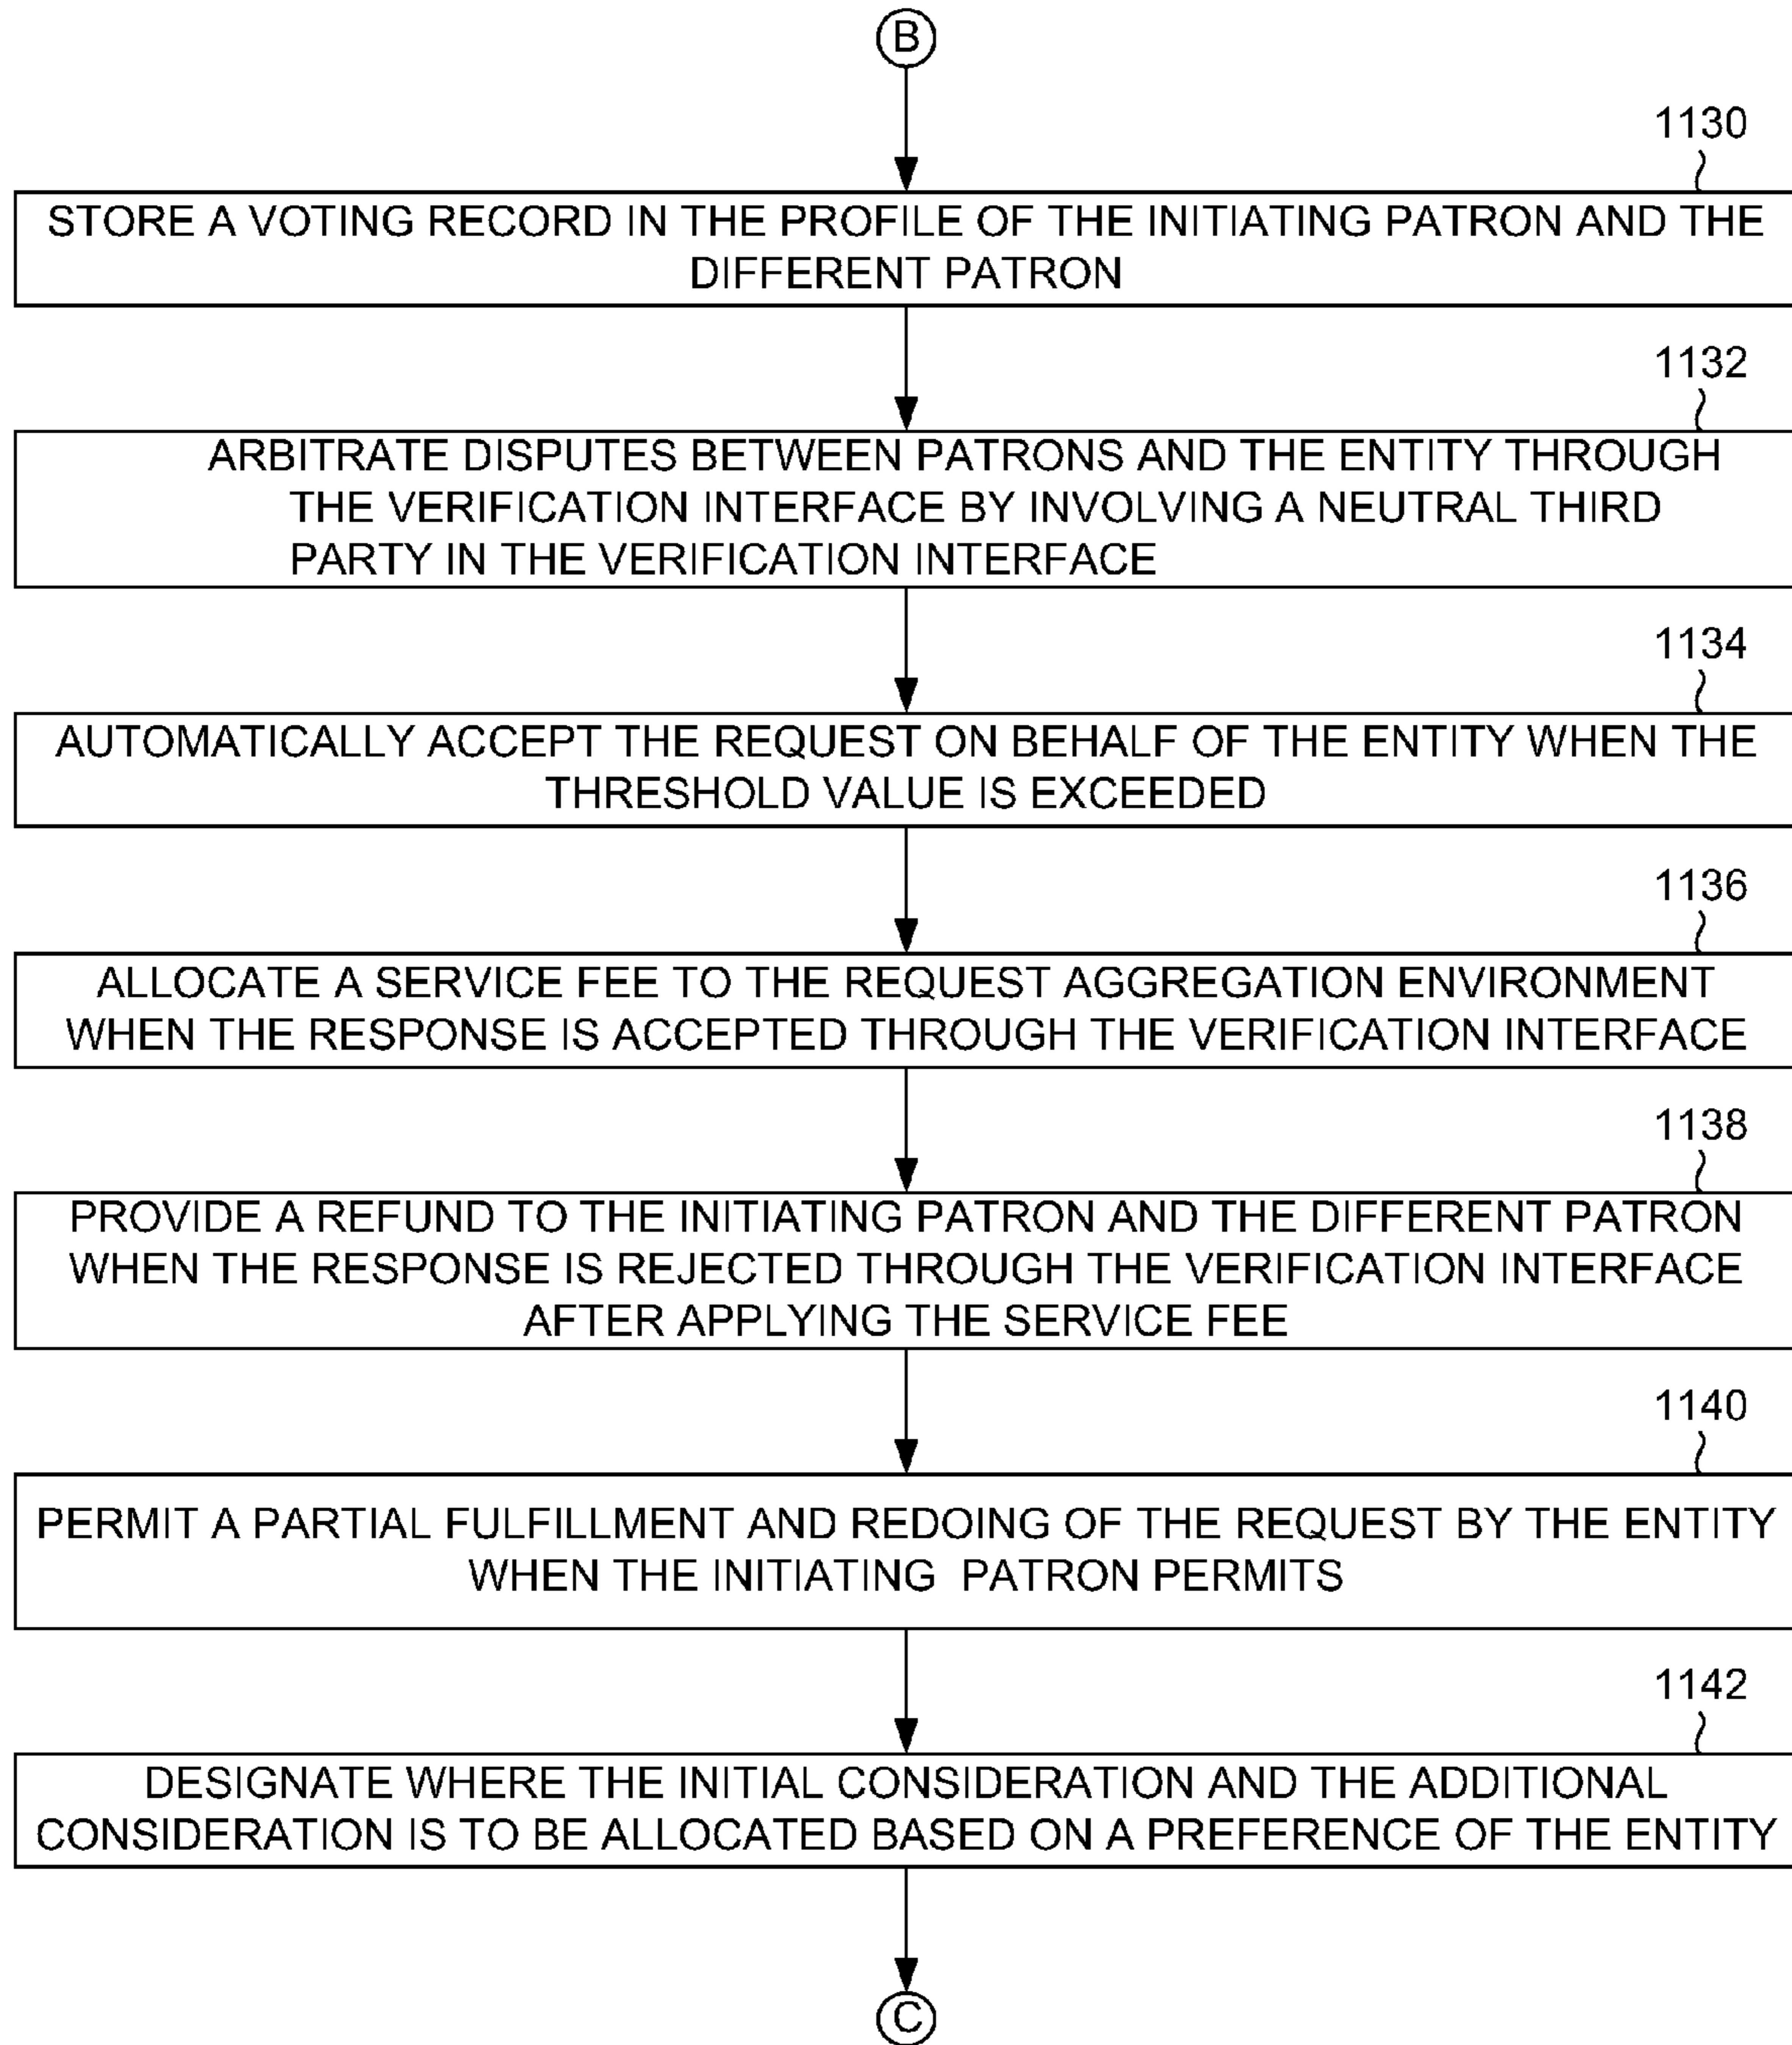 B
1130
STORE A VOTING RECORD IN THE PROFILE OF THE INITIATING PATRON AND THE
DIFFERENT PATRON
1132
ARBITRATE DISPUTES BETWEEN PATRONS AND THE ENTITY THROUGH
THE VERIFICATION INTERFACE BY INVOLVING A NEUTRAL THIRD
PARTY IN THE VERIFICATION INTERFACE
1134
AUTOMATICALLY ACCEPT THE REQUEST ON BEHALF OF THE ENTITY WHEN THE
THRESHOLD VALUE IS EXCEEDED
1136
ALLOCATE A SERVICE FEE TO THE REQUEST AGGREGATION ENVIRONMENT
WHEN THE RESPONSE IS ACCEPTED THROUGH THE VERIFICATION INTERFACE
1138
PROVIDE A REFUND TO THE INITIATING PATRON AND THE DIFFERENT PATRON
WHEN THE RESPONSE IS REJECTED THROUGH THE VERIFICATION INTERFACE
AFTER APPLYING THE SERVICE FEE
1140
PERMIT A PARTIAL FULFILLMENT AND REDOING OF THE REQUEST BY THE ENTITY
WHEN THE INITIATING PATRON PERMITS
1142
DESIGNATE WHERE THE INITIAL CONSIDERATION AND THE ADDITIONAL
CONSIDERATION IS TO BE ALLOCATED BASED ON A PREFERENCE OF THE ENTITY
C